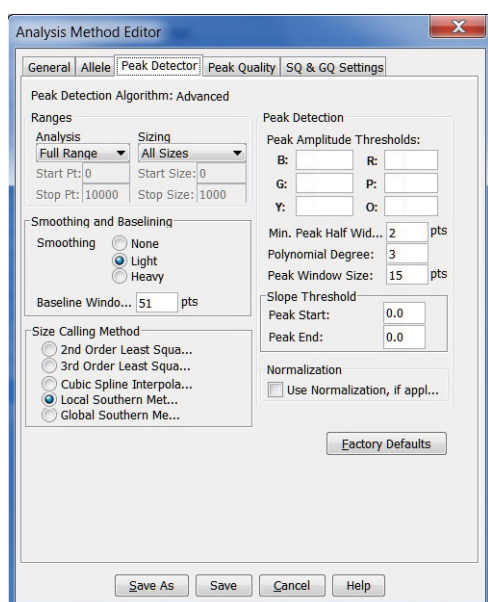 Analysis Method Editor
X
General Allele Peak Detector Peak Quality SQ & GQ Settings
Peak Detection Algorithm: Advanced
Ranges
Analysis Sizing
Full Range All Sizes
Start Pt: 0 Start Size: 0
Stop Pt: 10000 Stop Size: 1000
Smoothing and Baselining
Smoothing None
Light
Heavy
Baseline Windo... 51 pts
Size Calling Method
2nd Order Least Squa...
3rd Order Least Squa...
Cubic Spline Interpola...
Local Southern Met...
Global Southern Me...
Peak Detection
Peak Amplitude Thresholds:
B: R:
G: P:
Y: O:
Min. Peak Half Wid... 2 pts
Polynomial Degree: 3
Peak Window Size: 15 pts
Slope Threshold
Peak Start: 0.0
Peak End: 0.0
Normalization
Use Normalization, if appl...
Factory Defaults
Save As Save Cancel Help